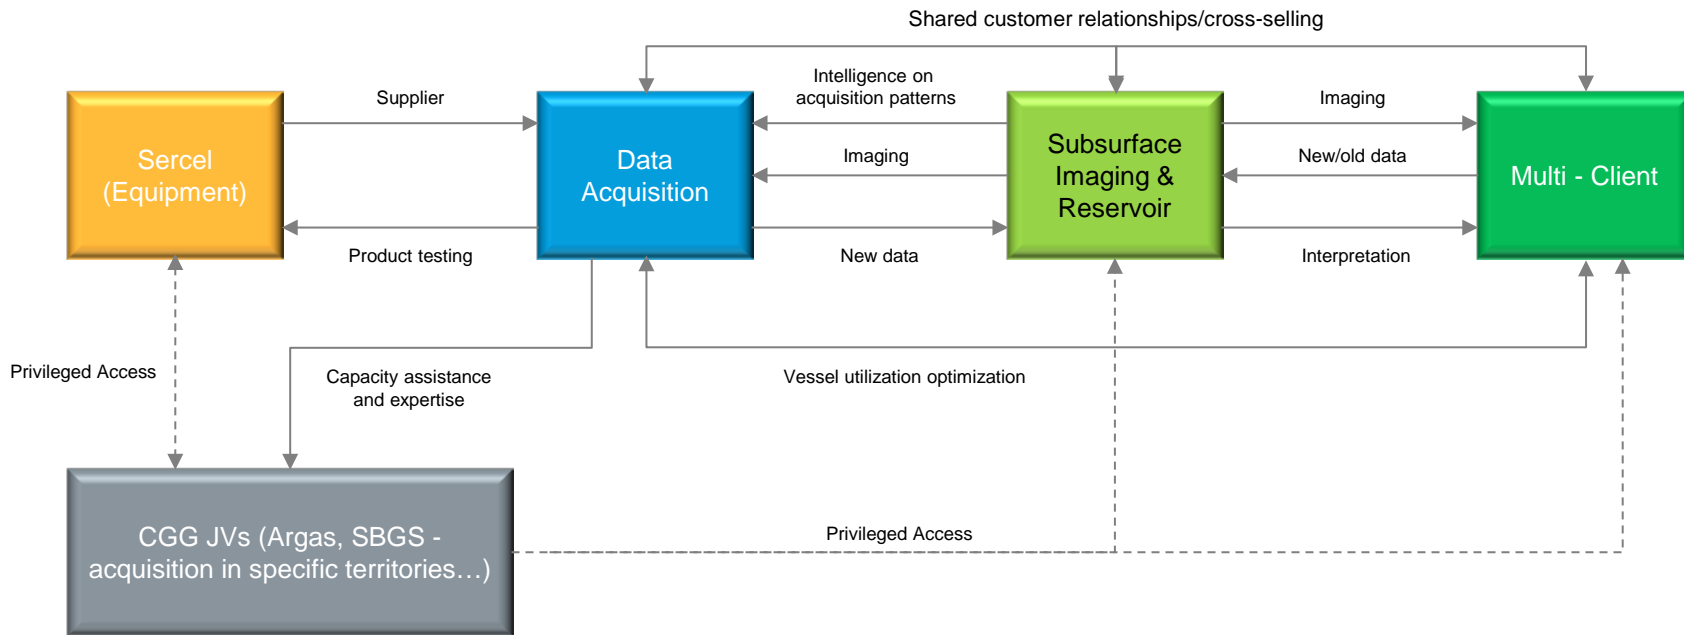 Shared customer relationships/cross-selling
Supplier
Intelligence on
acquisition patterns
Imaging
Sercel
(Equipment)
Data
Acquisition
Imaging
Subsurface
Imaging &
Reservoir
New/old data
Multi - Client
Product testing
New data
Interpretation
Privileged Access
Capacity assistance
and expertise
Vessel utilization optimization
CGG JVs (Argas, SBGS -
acquisition in specific territories…)
Privileged Access